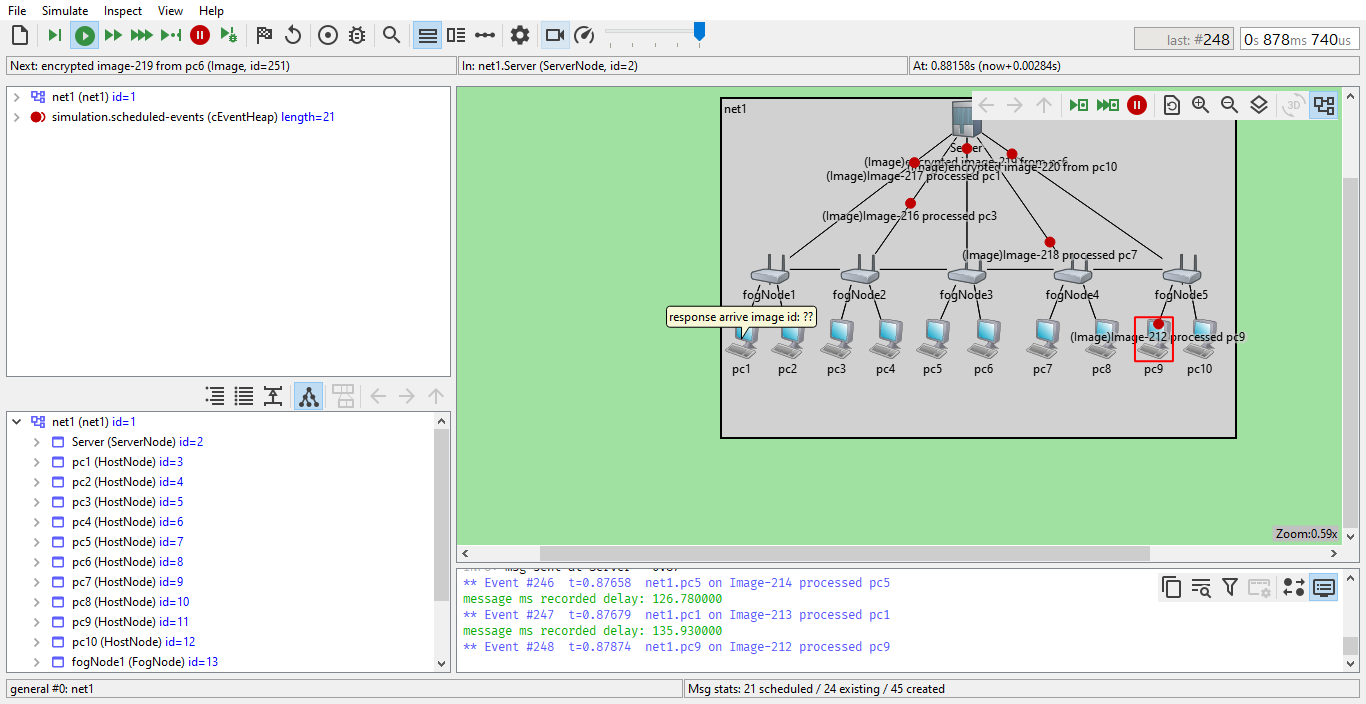 File Simulate Inspect View Help
last: #248 0s 878ms 740us
Next: encrypted image-219 from pc6 (Image, id=251) In: net1.Server (ServerNode, id=2) At: 0.88158s (now+0.00284s)
net1 (net1) id=1
simulation.scheduled-events (cEventHeap) length=21
net1
3D
Server
(Image)encrypted image-219 from pc6
(Image)encrypted image-220 from pc10
(Image)Image-217 processed pc1
(Image)Image-216 processed pc3
(Image)Image-218 processed pc7
fogNode1 fogNode2 fogNode3 fogNode4 fogNode5
response arrive image id: ??
(Image)Image-212 processed pc9
pc1 pc2 pc3 pc4 pc5 pc6 pc7 pc8 pc9 pc10
Zoom:0.59x
net1 (net1) id=1
Server (ServerNode) id=2
pc1 (HostNode) id=3
pc2 (HostNode) id=4
pc3 (HostNode) id=5
pc4 (HostNode) id=6
pc5 (HostNode) id=7
pc6 (HostNode) id=8
pc7 (HostNode) id=9
pc8 (HostNode) id=10
pc9 (HostNode) id=11
pc10 (HostNode) id=12
fogNode1 (FogNode) id=13
** Event #246 t=0.87658 net1.pc5 on Image-214 processed pc5
message ms recorded delay: 126.780000
** Event #247 t=0.87679 net1.pc1 on Image-213 processed pc1
message ms recorded delay: 135.930000
** Event #248 t=0.87874 net1.pc9 on Image-212 processed pc9
general #0: net1 Msg stats: 21 scheduled / 24 existing / 45 created